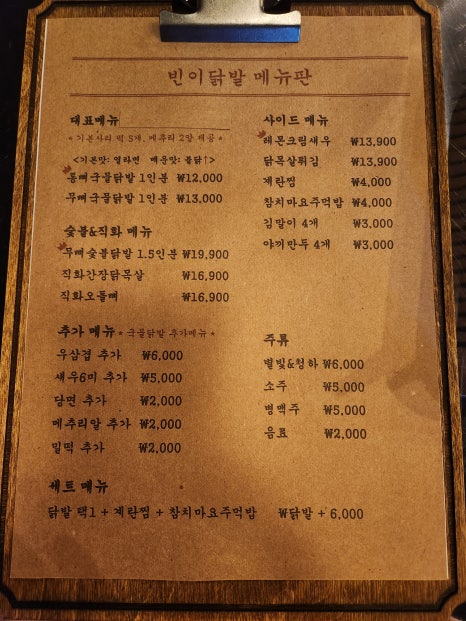 빈이닭발 메뉴판
대표메뉴
* 기본사리 떡 5개, 메추리 2알 제공 *
<기본맛: 열라면 매운맛: 불닭↑>
통뼈국물닭발 1인분 ₩12,000
무뼈국물닭발 1인분 ₩13,000
숯불&직화 메뉴
무뼈숯불닭발 1.5인분 ₩19,900
직화간장닭목살 ₩16,900
직화오돌뼈 ₩16,900
추가 메뉴 * 국물닭발 추가메뉴 *
우삼겹 추가 ₩6,000
새우6미 추가 ₩5,000
당면 추가 ₩2,000
메추리알 추가 ₩2,000
밀떡 추가 ₩2,000
사이드 메뉴
레몬크림새우 ₩13,900
닭목살튀김 ₩13,900
계란찜 ₩4,000
참치마요주먹밥 ₩4,000
김말이 4개 ₩3,000
야끼만두 4개 ₩3,000
주류
별빛&청하 ₩6,000
소주 ₩5,000
병맥주 ₩5,000
음료 ₩2,000
세트 메뉴
닭발 택1 + 계란찜 + 참치마요주먹밥 ₩닭발 + 6,000